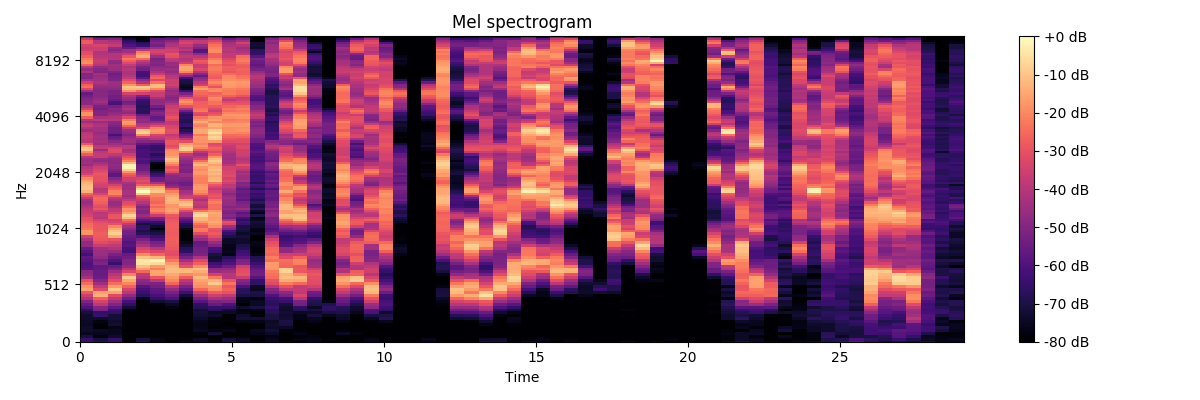 Mel spectrogram
8192
4096
2048
1024
512
0
Hz
0 5 10 15 20 25
Time
+0 dB
-10 dB
-20 dB
-30 dB
-40 dB
-50 dB
-60 dB
-70 dB
-80 dB